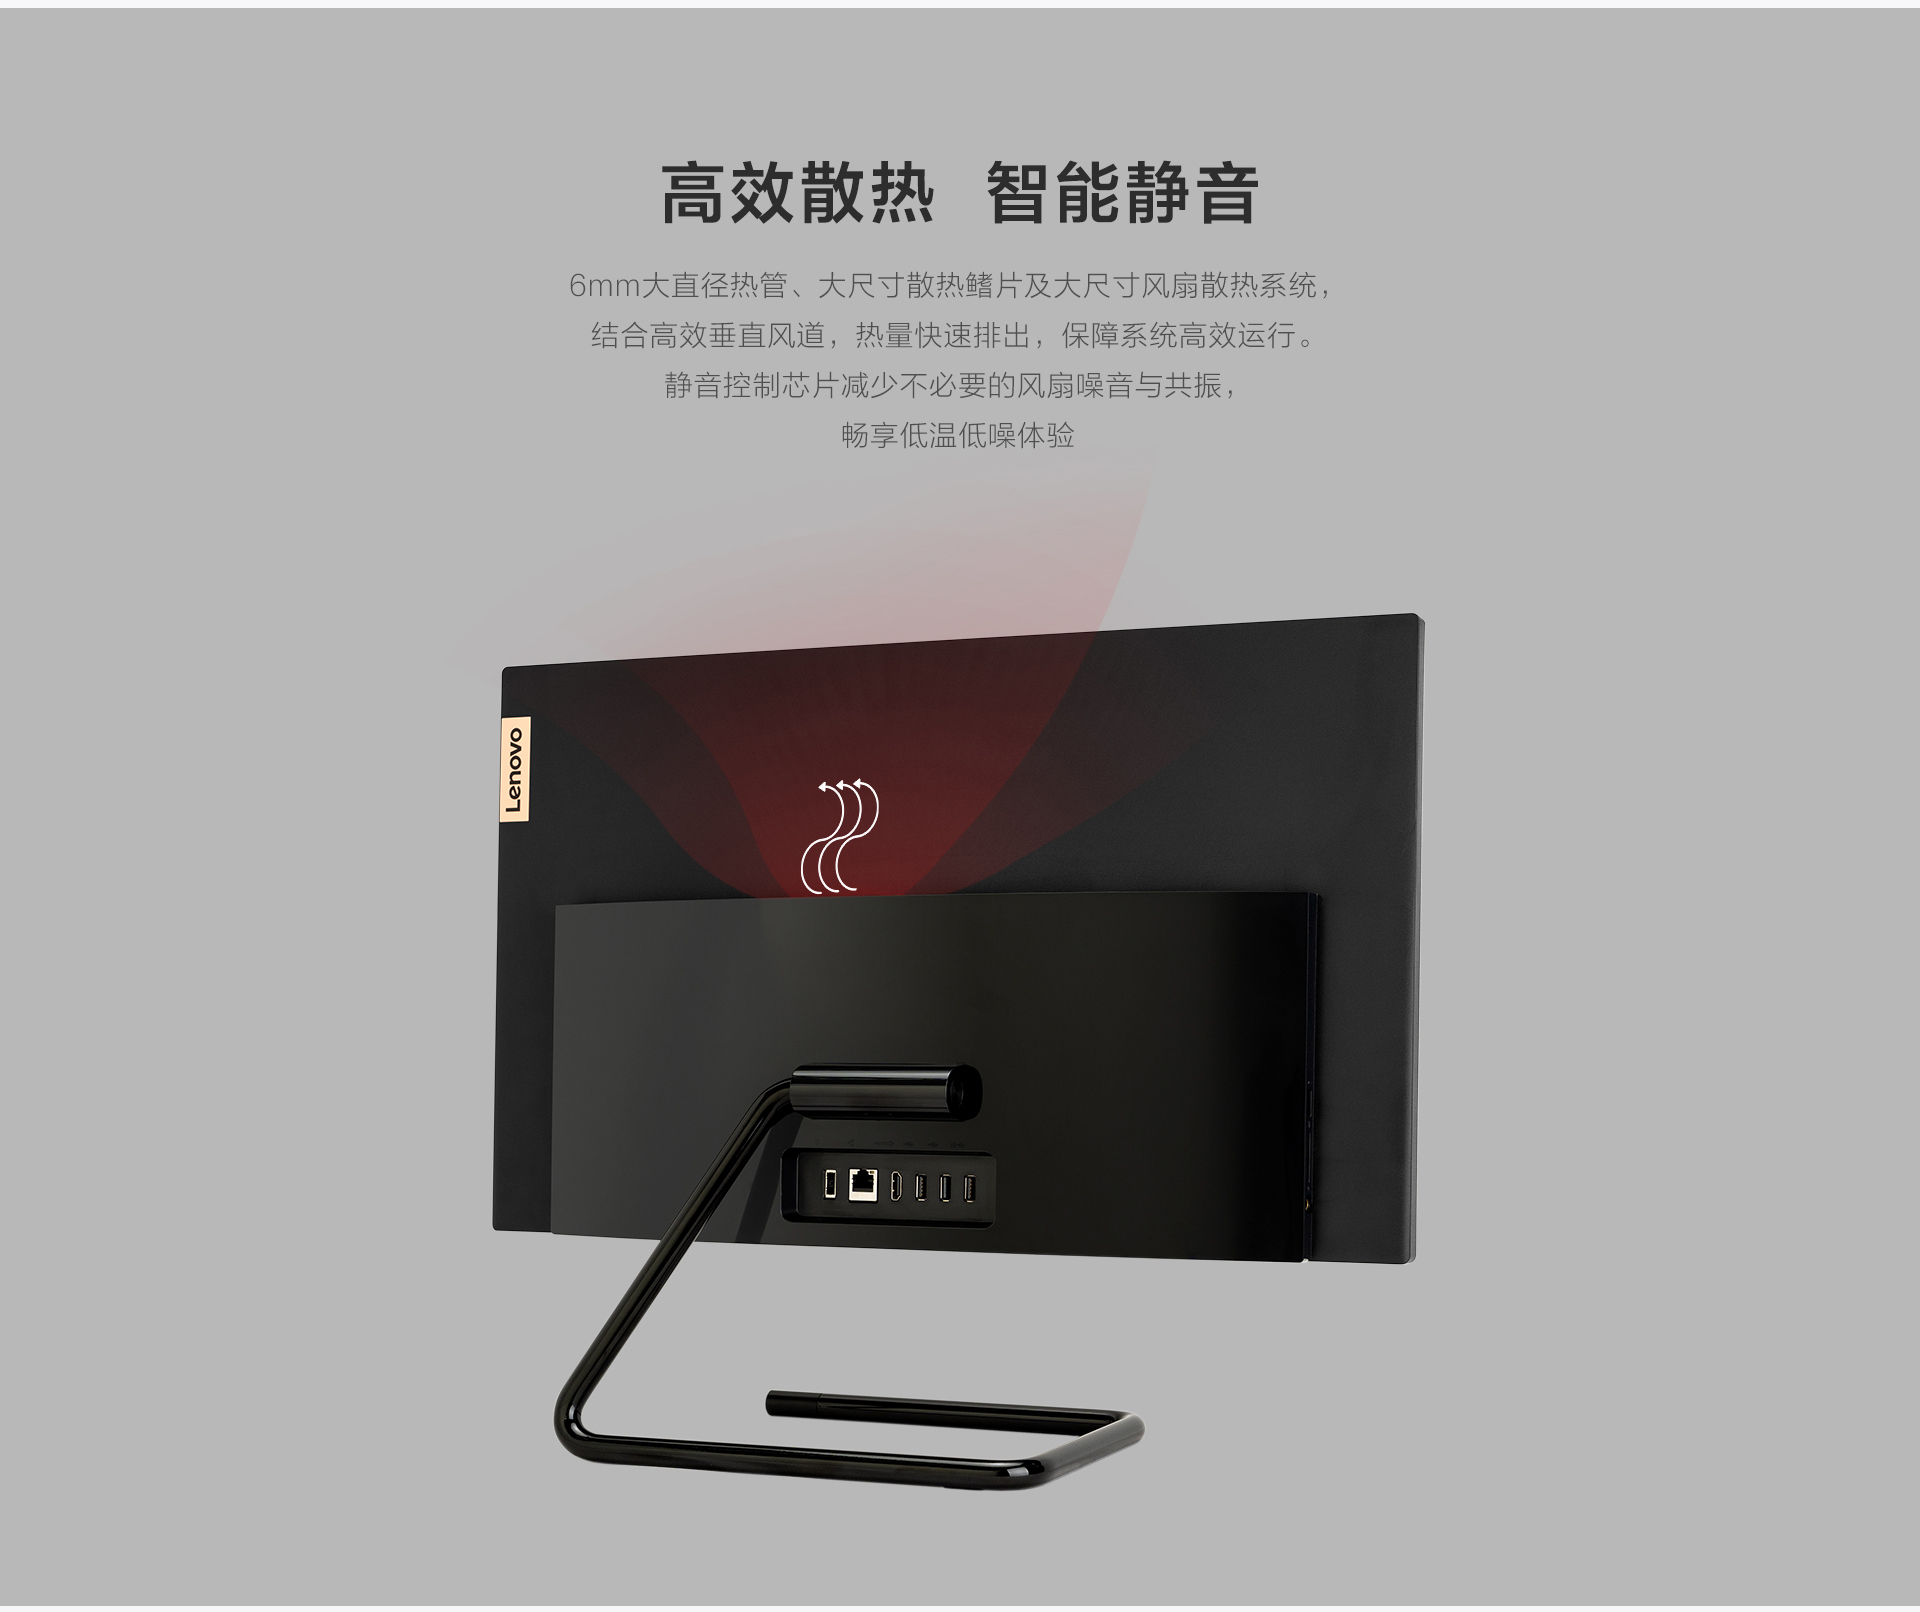 高效散热 智能静音
6mm大直径热管、大尺寸散热鳍片及大尺寸风扇散热系统，
结合高效垂直风道，热量快速排出，保障系统高效运行。
静音控制芯片减少不必要的风扇噪音与共振，
畅享低温低噪体验
Lenovo